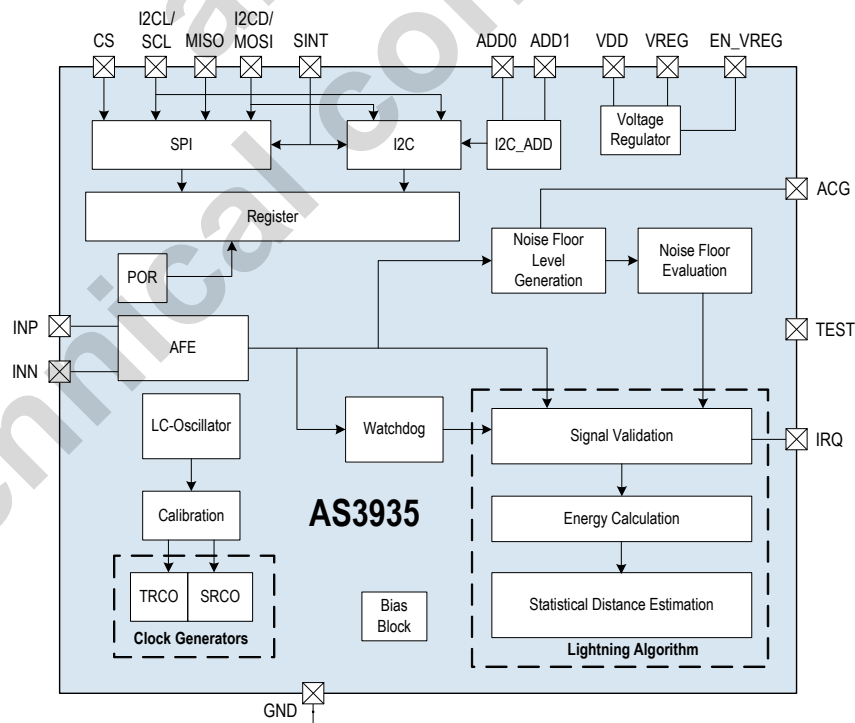 I2CL/ I2CD/
CS SCL MISO MOSI SINT ADD0 ADD1 VDD VREG EN_VREG
SPI
I2C
I2C_ADD
Voltage
Regulator
Register
ACG
POR
Noise Floor
Level
Generation
Noise Floor
Evaluation
INP
INN
AFE
TEST
LC-Oscillator
Watchdog
Signal Validation
IRQ
Calibration
AS3935
Energy Calculation
TRCO
SRCO
Clock Generators
Bias
Block
Statistical Distance Estimation
Lightning Algorithm
GND